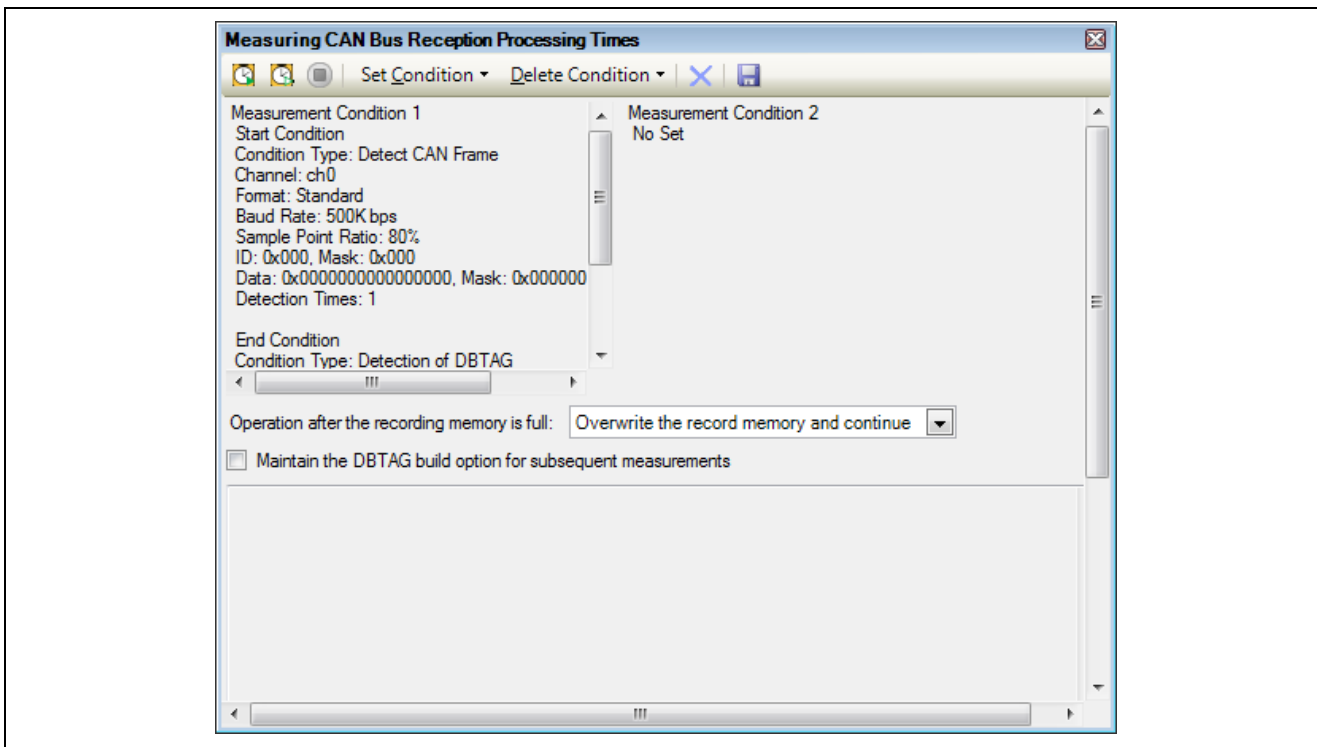 Measuring CAN Bus Reception Processing Times
Set Condition Delete Condition
Measurement Condition 1
Start Condition
Condition Type: Detect CAN Frame
Channel: ch0
Format: Standard
Baud Rate: 500K bps
Sample Point Ratio: 80%
ID: 0x000, Mask: 0x000
Data: 0x0000000000000000, Mask: 0x000000
Detection Times: 1
End Condition
Condition Type: Detection of DBTAG
Measurement Condition 2
No Set
Operation after the recording memory is full: Overwrite the record memory and continue
Maintain the DBTAG build option for subsequent measurements